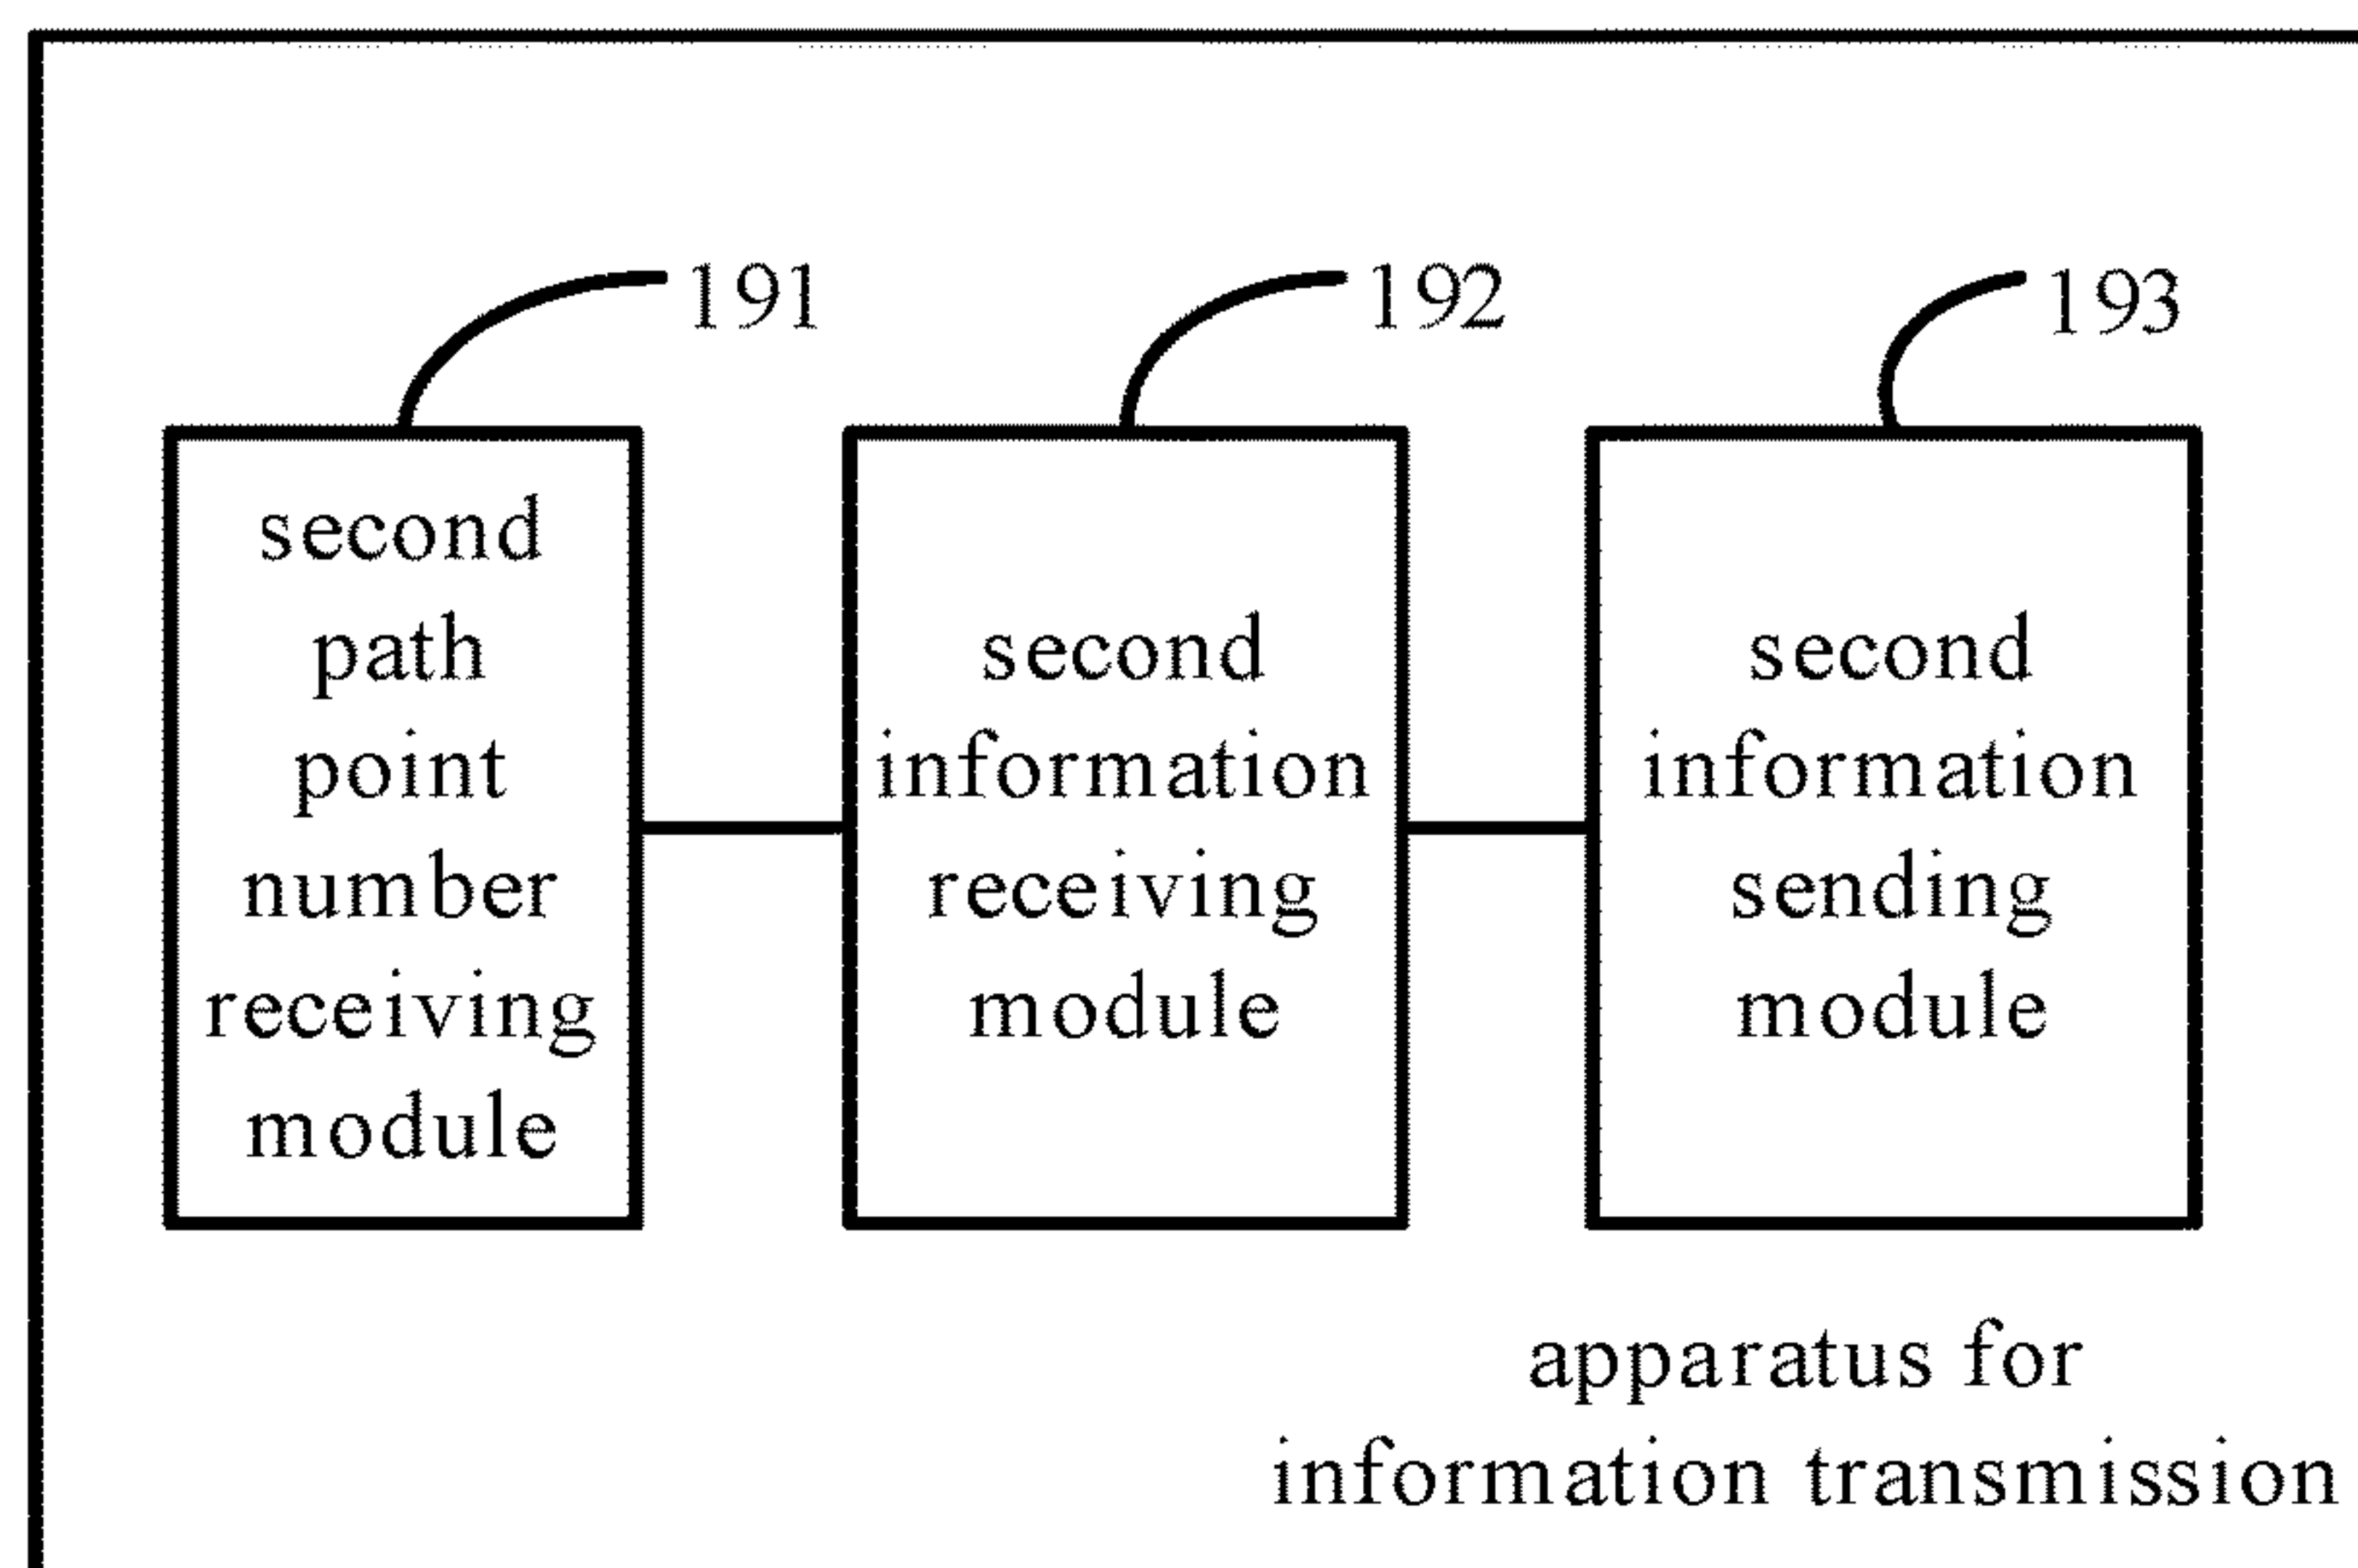 191
192
193
second
path
point
number
receiving
module
second
information
receiving
module
second
information
sending
module
apparatus for
information transmission